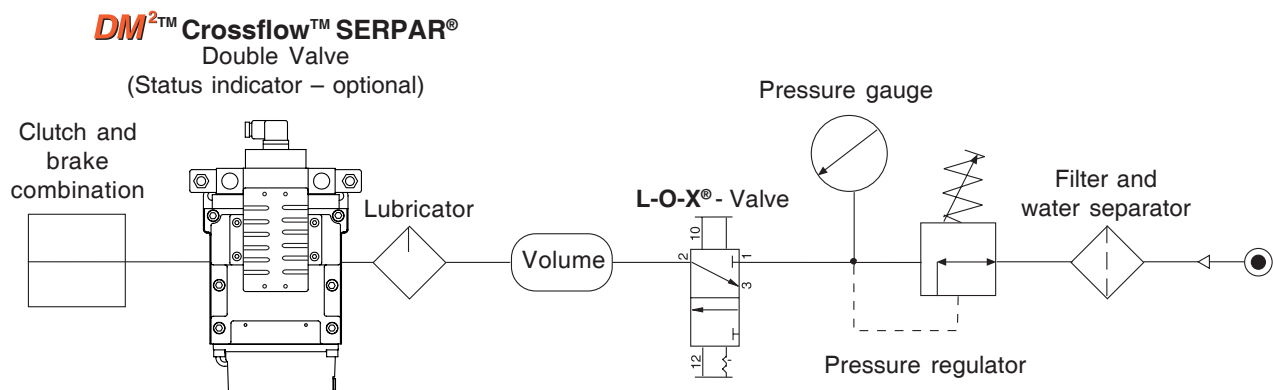 DM²™ Crossflow™ SERPAR®
Double Valve
(Status indicator – optional)
Clutch and
brake
combination
Lubricator
Volume
L-O-X® - Valve
10
2
1
3
12
Pressure gauge
Pressure regulator
Filter and
water separator